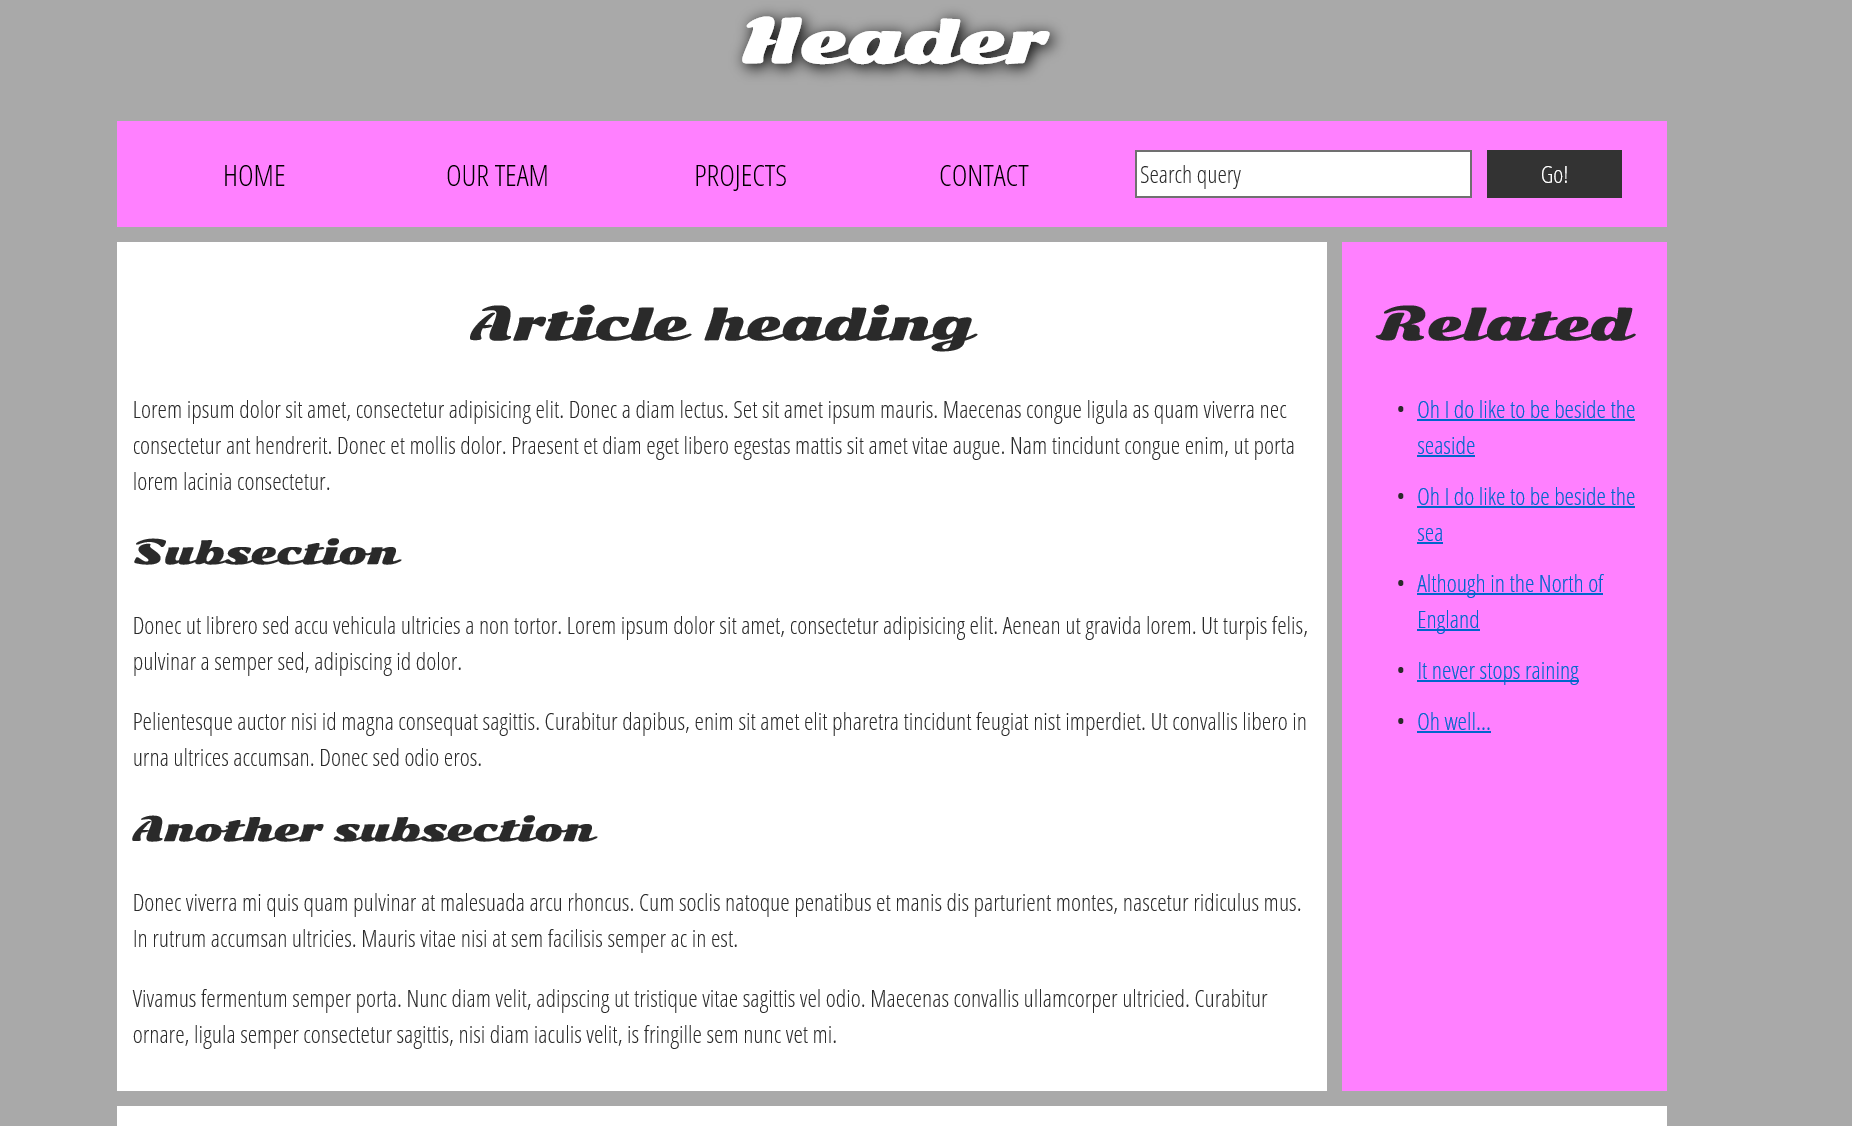 Header
HOME
OUR TEAM
PROJECTS
CONTACT
Search query
Go!
Article heading
Lorem ipsum dolor sit amet, consectetur adipisicing elit. Donec a diam lectus. Set sit amet ipsum mauris. Maecenas congue ligula as quam viverra nec
consectetur ant hendrerit. Donec et mollis dolor. Praesent et diam eget libero egestas mattis sit amet vitae augue. Nam tincidunt congue enim, ut porta
lorem lacinia consectetur.
Subsection
Donec ut librero sed accu vehicula ultricies a non tortor. Lorem ipsum dolor sit amet, consectetur adipisicing elit. Aenean ut gravida lorem. Ut turpis felis,
pulvinar a semper sed, adipiscing id dolor.
Pelientesque auctor nisi id magna consequat sagittis. Curabitur dapibus, enim sit amet elit pharetra tincidunt feugiat nist imperdiet. Ut convallis libero in
urna ultrices accumsan. Donec sed odio eros.
Another subsection
Donec viverra mi quis quam pulvinar at malesuada arcu rhoncus. Cum soclis natoque penatibus et manis dis parturient montes, nascetur ridiculus mus.
In rutrum accumsan ultricies. Mauris vitae nisi at sem facilisis semper ac in est.
Vivamus fermentum semper porta. Nunc diam velit, adipscing ut tristique vitae sagittis vel odio. Maecenas convallis ullamcorper ultricied. Curabitur
ornare, ligula semper consectetur sagittis, nisi diam iaculis velit, is fringille sem nunc vet mi.
Related
• Oh I do like to be beside the
seaside
• Oh I do like to be beside the
sea
• Although in the North of
England
• It never stops raining
• Oh well...